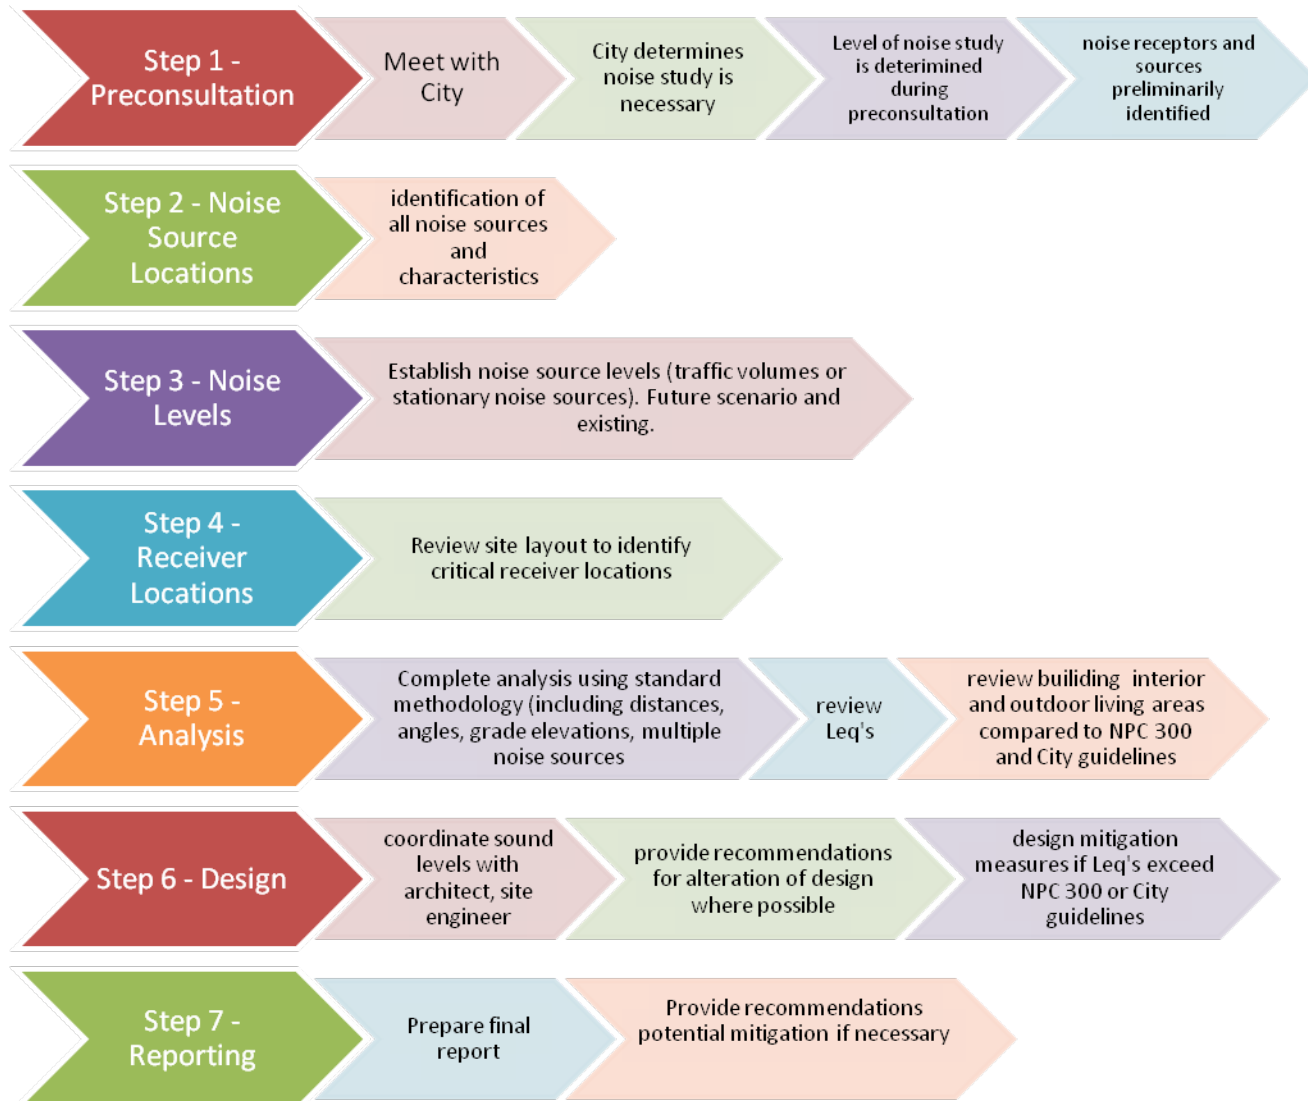 Step 1 -
Preconsultation
Meet with
City
City determines
noise study is
necessary
Level of noise study
is deterimined
during
preconsultation
noise receptors and
sources
preliminarily
identified
Step 2 - Noise
Source
Locations
identification of
all noise sources
and
characteristics
Step 3 - Noise
Levels
Establish noise source levels (traffic volumes or
stationary noise sources). Future scenario and
existing.
Step 4 -
Receiver
Locations
Review site layout to identify
critical receiver locations
Step 5 -
Analysis
Complete analysis using standard
methodology (including distances,
angles, grade elevations, multiple
noise sources
review
Leq's
review builiding interior
and outdoor living areas
compared to NPC 300
and City guidelines
Step 6 - Design
coordinate sound
levels with
architect, site
engineer
provide recommendations
for alteration of design
where possible
design mitigation
measures if Leq's exceed
NPC 300 or City
guidelines
Step 7 -
Reporting
Prepare final
report
Provide recommendations
potential mitigation if necessary